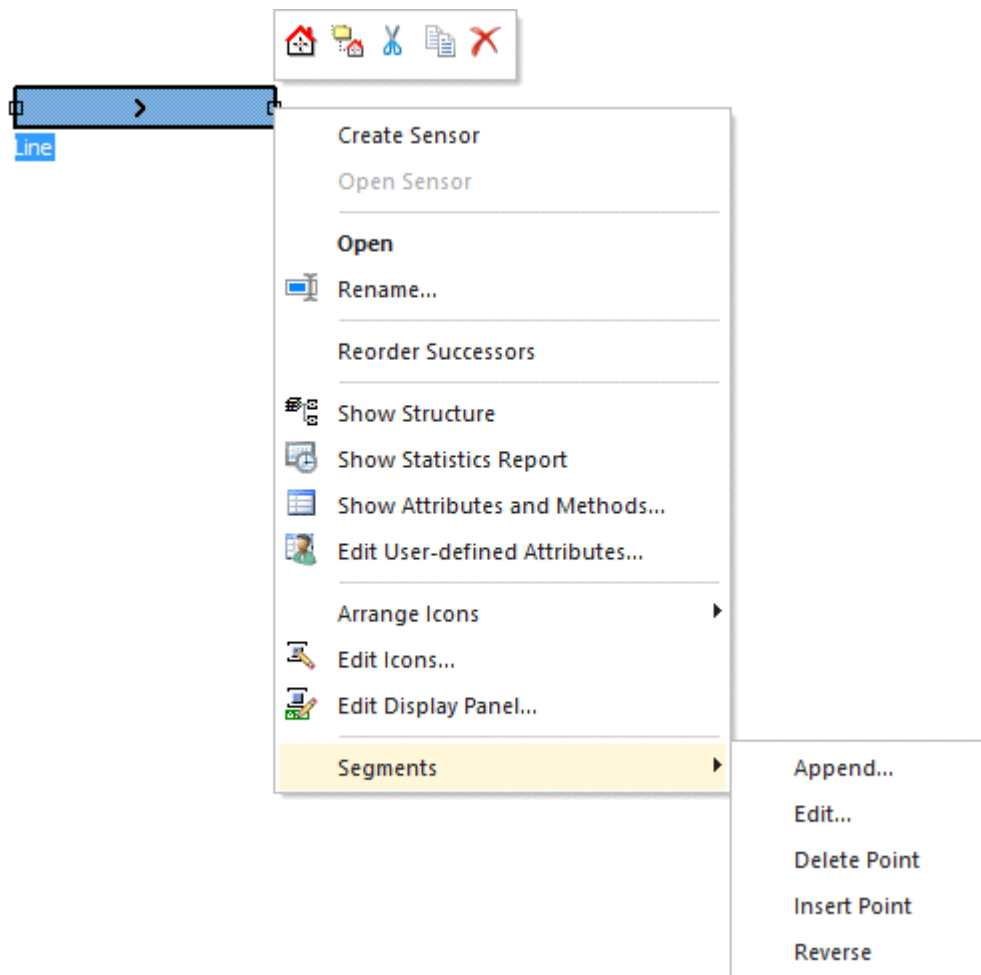 Line
Create Sensor
Open Sensor
Open
Rename...
Reorder Successors
Show Structure
Show Statistics Report
Show Attributes and Methods...
Edit User-defined Attributes...
Arrange Icons
Edit Icons...
Edit Display Panel...
Segments
Append...
Edit...
Delete Point
Insert Point
Reverse